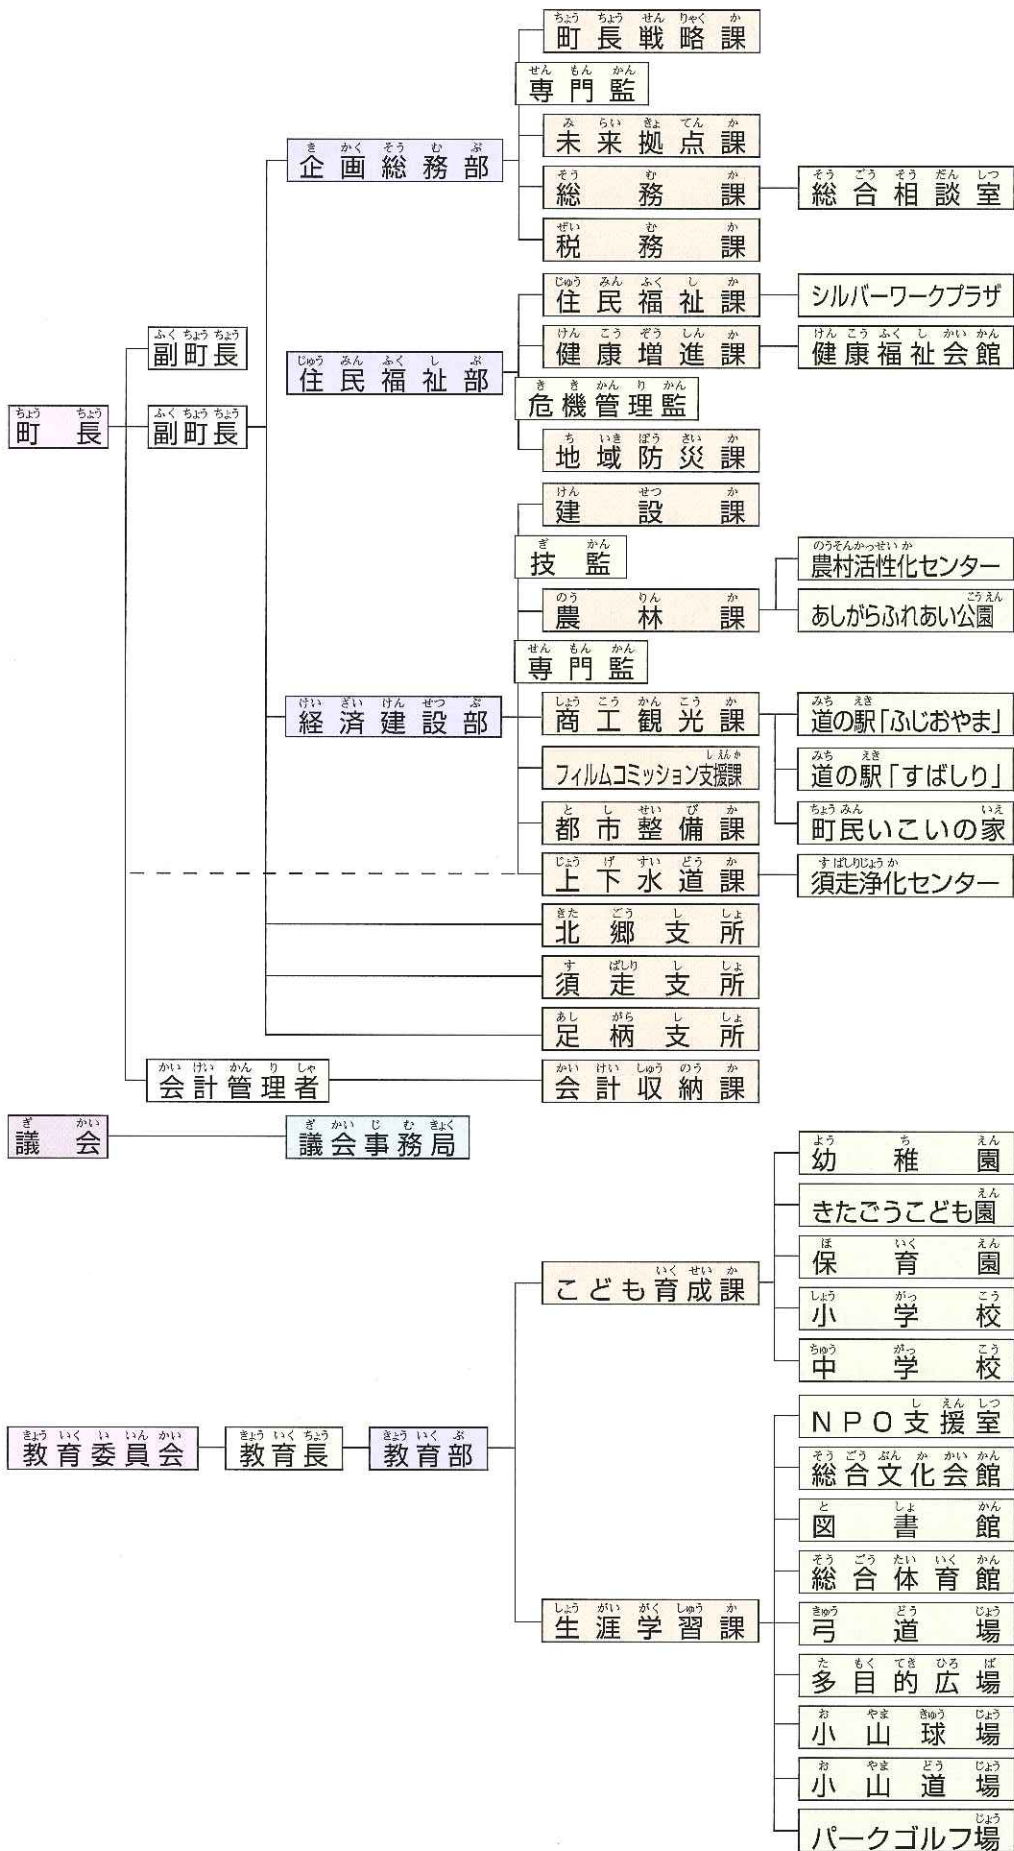 町長戦略課
専門監
未来拠点課
企画総務部
総務課
総合相談室
税務課
住民福祉課
シルバーワークプラザ
副町長
健康増進課
健康福祉会館
住民福祉部
危機管理監
町長
副町長
地域防災課
建設課
技監
農村活性化センター
農林課
あしがらふれあい公園
専門監
経済建設部
商工観光課
道の駅「ふじおやま」
フィルムコミッション支援課
道の駅「すばしり」
都市整備課
町民いこいの家
上下水道課
須走浄化センター
北郷支所
須走支所
足柄支所
会計管理者
会計収納課
議会
議会事務局
幼稚園
きたごうこども園
保育園
こども育成課
小学校
中学校
NPO支援室
教育委員会
教育長
教育部
総合文化会館
図書館
総合体育館
生涯学習課
弓道場
多目的広場
小山球場
小山道場
パークゴルフ場